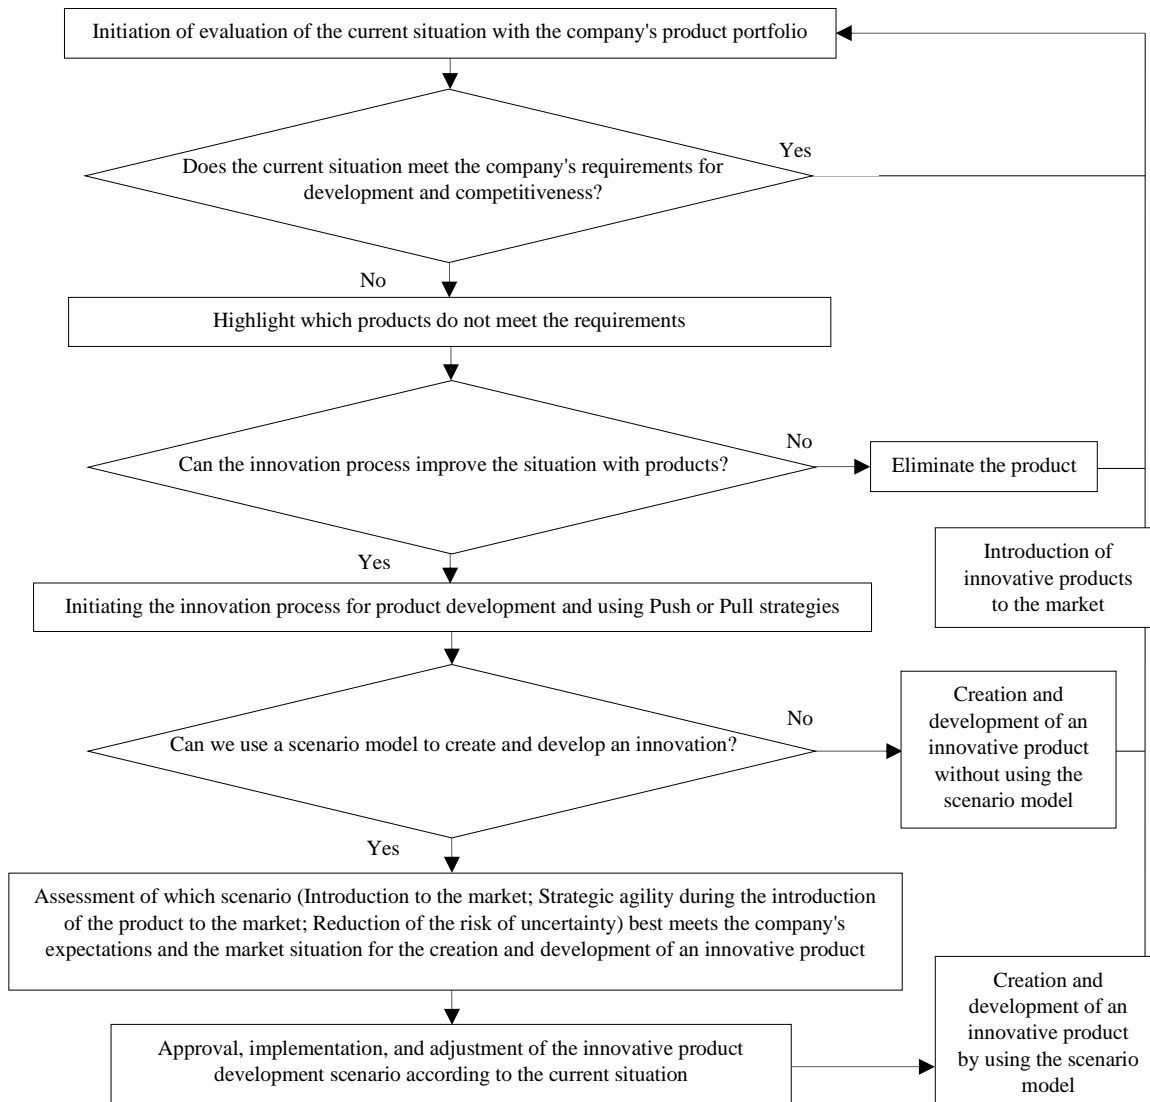 Initiation of evaluation of the current situation with the company's product portfolio
Does the current situation meet the company's requirements for
development and competitiveness?
Yes
No
Highlight which products do not meet the requirements
Can the innovation process improve the situation with products?
No
Eliminate the product
Yes
Introduction of
innovative products
to the market
Initiating the innovation process for product development and using Push or Pull strategies
Can we use a scenario model to create and develop an innovation?
No
Creation and
development of an
innovative product
without using the
scenario model
Yes
Assessment of which scenario (Introduction to the market; Strategic agility during the introduction
of the product to the market; Reduction of the risk of uncertainty) best meets the company's
expectations and the market situation for the creation and development of an innovative product
Approval, implementation, and adjustment of the innovative product
development scenario according to the current situation
Creation and
development of an
innovative product
by using the scenario
model